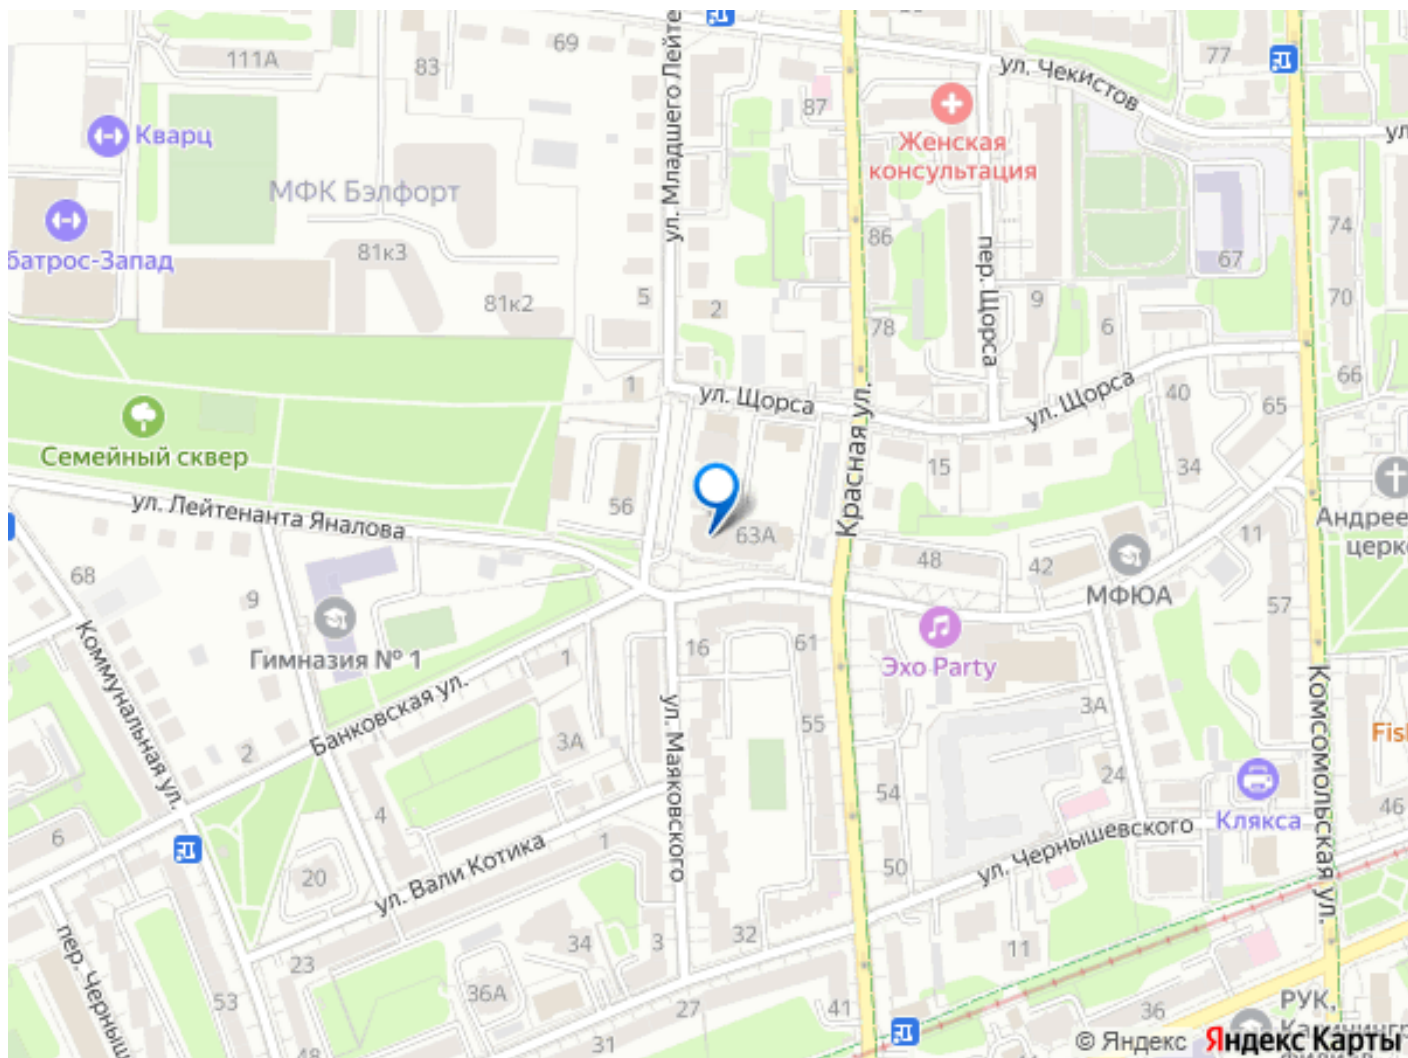 111А
83
69
ул. Младшего Лейте
77
ул. Чекистов
ул
Кварц
87
Женская
консультация
МФК Бэлфорт
батрос-Запад
81к3
81к2
86
пер. Щорса
67
74
5
2
78
9
6
70
1
ул. Щорса
Красная ул.
ул. Щорса
40
65
66
Семейный сквер
ул. Лейтенанта Яналова
56
63А
15
34
11
Андрее
церк
68
9
Гимназия № 1
48
42
МФЮА
57
Коммунальная ул.
Банковская ул.
1
16
61
Эхо Party
3А
Комсомольская ул.
2
3А
ул. Маяковского
55
Fish
4
54
24
Клякса
46
6
20
ул. Вали Котика
1
50
ул. Чернышевского
пер. Черныш
23
34
3
32
11
53
36А
27
41
36
РУК,
Калинингр
48
31
© Яндекс
Яндекс Карты